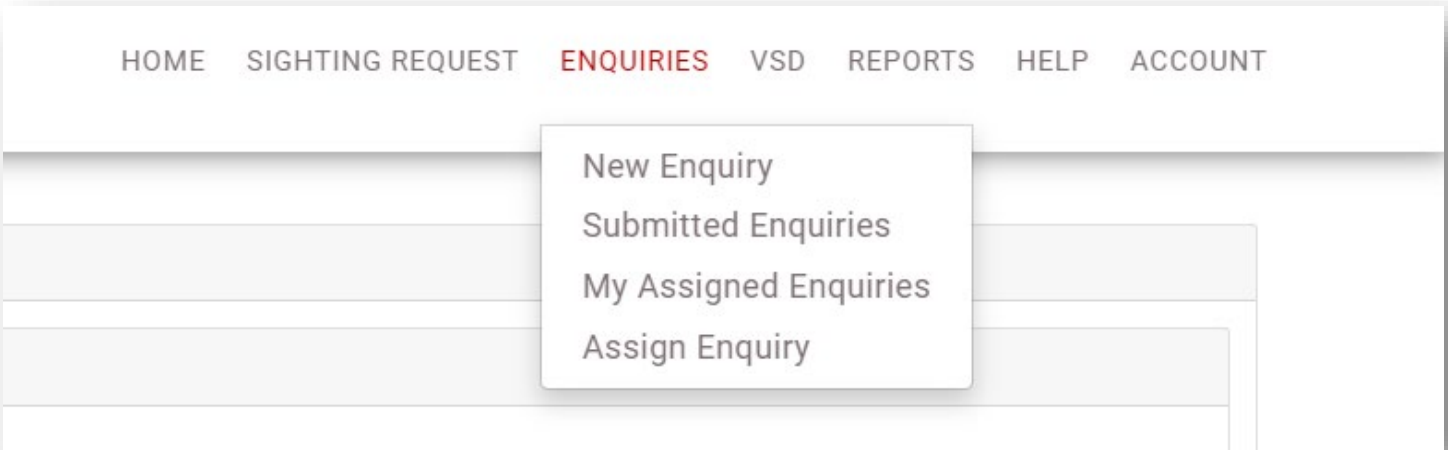 HOME SIGHTING REQUEST ENQUIRIES VSD REPORTS HELP ACCOUNT
New Enquiry
Submitted Enquiries
My Assigned Enquiries
Assign Enquiry